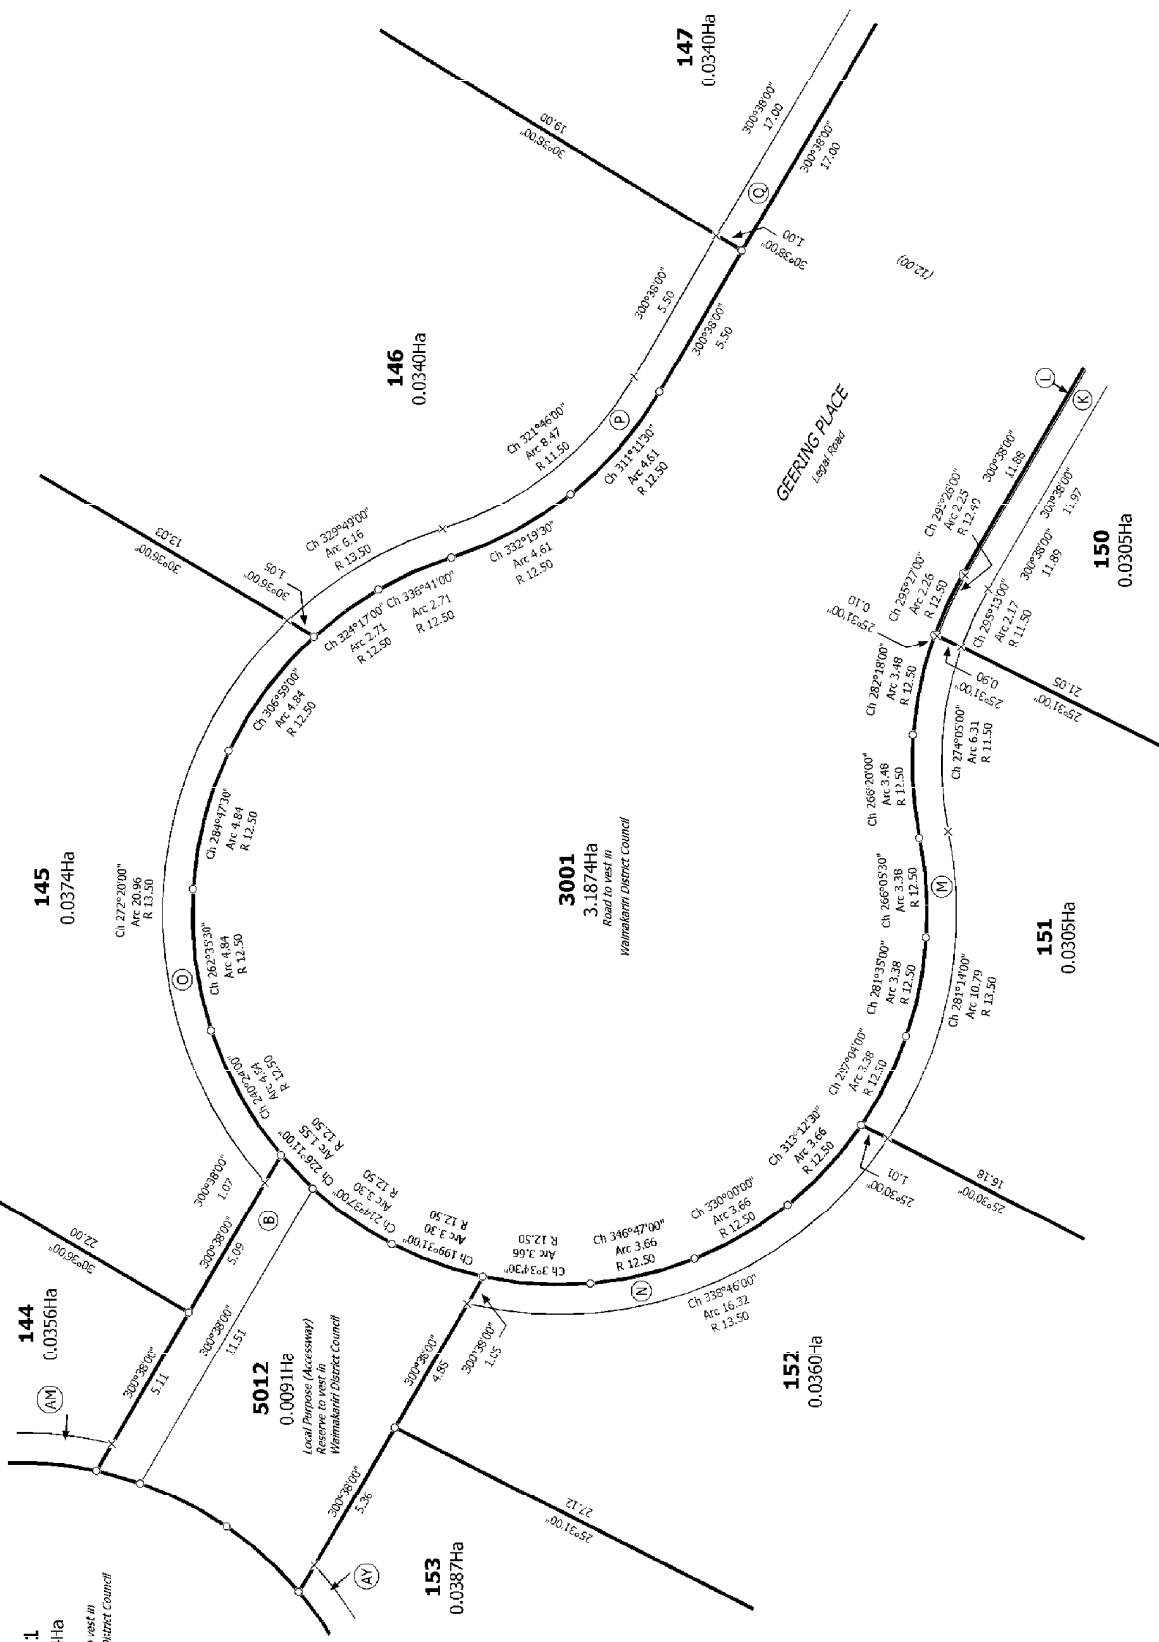 147
0.0340Ha
30°38'00"
19.00
300°38'00"
17.00
300°38'00"
17.00
Q
1.00
30°38'00"
(12.00)
300°38'00"
5.50
300°38'00"
5.50
146
0.0340Ha
P
Ch 321°46'00"
Arc 8.47
R 11.50
Ch 311°11'30"
Arc 4.61
R 12.50
GEERING PLACE
Legal Road
L
K
300°38'00"
11.88
300°38'00"
11.97
13.03
30°36'00"
30°36'00"
1.05
Ch 329°49'00"
Arc 6.16
R 13.50
Ch 332°19'30"
Arc 4.61
R 12.50
Ch 336°41'00"
Arc 2.71
R 12.50
Ch 324°17'00"
Arc 2.71
R 12.50
Arc 2.25
R 12.40
Ch 295°27'00"
Arc 2.26
R 12.50
300°38'00"
11.89
Ch 295°13'00"
Arc 2.17
R 11.50
150
0.0305Ha
25°31'00"
0.10
0.90
25°31'00"
21.05
25°31'00"
Ch 282°18'00"
Arc 3.48
R 12.50
Ch 274°05'00"
Arc 6.31
R 11.50
Ch 306°59'00"
Arc 4.84
R 12.50
Ch 284°47'30"
Arc 4.84
R 12.50
Ch 266°20'00"
Arc 3.48
R 12.50
145
0.0374Ha
Ch 272°20'00"
Arc 20.96
R 13.50
O
Ch 262°35'30"
Arc 4.84
R 12.50
3001
3.1874Ha
Road to vest in
Waimakariri District Council
Ch 266°05'30"
Arc 3.38
R 12.50
M
Ch 281°35'00"
Arc 3.38
R 12.50
Ch 281°14'00"
Arc 10.79
R 13.50
151
0.0305Ha
Ch 240°24'00"
R 12.50
Ch 297°04'00"
Arc 3.38
R 12.50
Ch 226°11'00"
Arc 1.55
R 12.50
Ch 214°37'00"
Arc 3.30
R 12.50
Ch 199°31'00"
Arc 3.30
R 12.50
Ch 3°34'30"
Arc 3.66
R 12.50
Ch 346°47'00"
Arc 3.66
R 12.50
Ch 330°00'00"
Arc 3.66
R 12.50
Ch 313°12'30"
Arc 3.66
R 12.50
1.01
25°30'00"
16.18
25°30'00"
N
Ch 338°46'00"
Arc 16.32
R 13.50
152
0.0360Ha
300°38'00"
1.07
B
300°38'00"
5.09
22.00
30°36'00"
300°38'00"
11.51
144
0.0356Ha
AM
300°38'00"
5.11
5012
0.0091Ha
Local Purpose (Accessway)
Reserve to vest in
Waimakariri District Council
300°38'00"
1.05
300°38'00"
4.85
300°38'00"
5.36
27.12
25°31'00"
AY
153
0.0387Ha
vest in
District Council